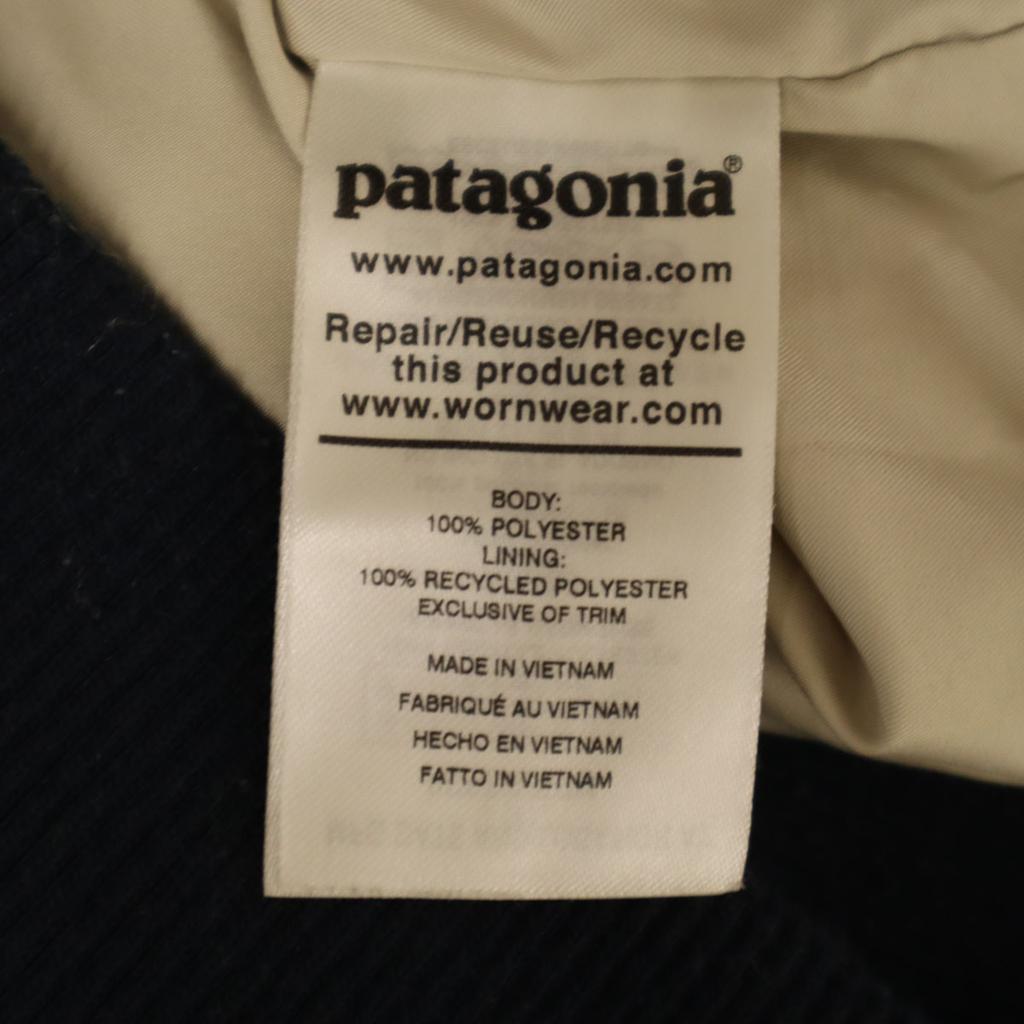 patagonia®
www.patagonia.com
Repair/Reuse/Recycle
this product at
www.wornwear.com
BODY:
100% POLYESTER
LINING:
100% RECYCLED POLYESTER
EXCLUSIVE OF TRIM
MADE IN VIETNAM
FABRIQUÉ AU VIETNAM
HECHO EN VIETNAM
FATTO IN VIETNAM